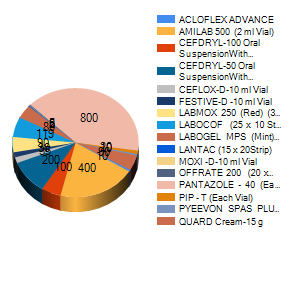 ACLOFLEX ADVANCE
AMILAB 500 (2 ml Vial)
CEFDRYL-100 Oral
SuspensionWith...
CEFDRYL-50 Oral
SuspensionWith...
CEFLOX-D-10 ml Vial
FESTIVE-D -10 ml Vial
LABMOX 250 (Red) (3...
LABOCOF (25 x 10 St...
LABOGEL MPS (Mint)...
LANTAC (15 x 20Strip)
MOXI -D-10 ml Vial
OFFRATE 200 (20 x...
PANTAZOLE - 40 (Ea...
PIP - T (Each Vial)
PYEEVON SPAS PLU...
QUARD Cream-15 g
800
400
100
200